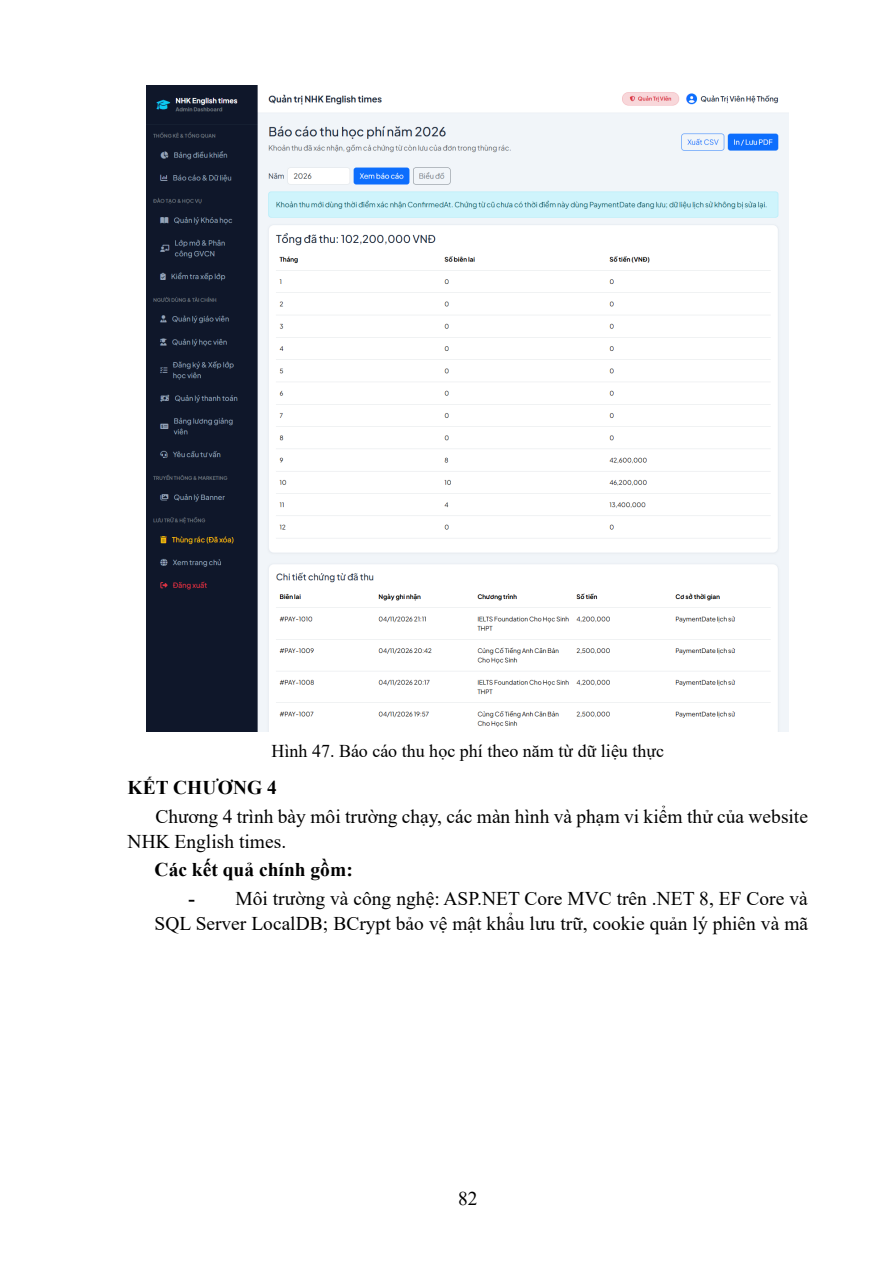 NHK English times
Admin Dashboard
THỐNG KÊ & TỔNG QUAN
Bảng điều khiển
Báo cáo & Dữ liệu
ĐÀO TẠO & HỌC VỤ
Quản lý Khóa học
Lớp mở & Phân
công GVCN
Kiểm tra xếp lớp
NGƯỜI DÙNG & TÀI CHÍNH
Quản lý giáo viên
Quản lý học viên
Đăng ký & Xếp lớp
học viên
Quản lý thanh toán
Bảng lương giảng
viên
Yêu cầu tư vấn
TRUYỀN THÔNG & MARKETING
Quản lý Banner
LƯU TRỮ & HỆ THỐNG
Thùng rác (Đã xóa)
Xem trang chủ
Đăng xuất
Quản trị NHK English times
Quản Trị Viên
Quản Trị Viên Hệ Thống
Báo cáo thu học phí năm 2026
Khoản thu đã xác nhận, gồm cả chứng từ còn lưu của đơn trong thùng rác.
Xuất CSV
In / Lưu PDF
Năm 2026 Xem báo cáo Biểu đồ
Khoản thu mới dùng thời điểm xác nhận ConfirmedAt. Chứng từ cũ chưa có thời điểm này dùng PaymentDate đang lưu; dữ liệu lịch sử không bị sửa lại.
Tổng đã thu: 102,200,000 VNĐ
Tháng Số biên lai Số tiền (VNĐ)
1 0 0
2 0 0
3 0 0
4 0 0
5 0 0
6 0 0
7 0 0
8 0 0
9 8 42,600,000
10 10 46,200,000
11 4 13,400,000
12 0 0
Chi tiết chứng từ đã thu
Biên lai Ngày ghi nhận Chương trình Số tiền Cơ sở thời gian
#PAY-1010 04/11/2026 21:11 IELTS Foundation Cho Học Sinh 4,200,000 PaymentDate lịch sử
THPT
#PAY-1009 04/11/2026 20:42 Củng Cố Tiếng Anh Căn Bản 2,500,000 PaymentDate lịch sử
Cho Học Sinh
#PAY-1008 04/11/2026 20:17 IELTS Foundation Cho Học Sinh 4,200,000 PaymentDate lịch sử
THPT
#PAY-1007 04/11/2026 19:57 Củng Cố Tiếng Anh Căn Bản 2,500,000 PaymentDate lịch sử
Cho Học Sinh
Hình 47. Báo cáo thu học phí theo năm từ dữ liệu thực
KẾT CHƯƠNG 4
Chương 4 trình bày môi trường chạy, các màn hình và phạm vi kiểm thử của website
NHK English times.
Các kết quả chính gồm:
- Môi trường và công nghệ: ASP.NET Core MVC trên .NET 8, EF Core và
SQL Server LocalDB; BCrypt bảo vệ mật khẩu lưu trữ, cookie quản lý phiên và mã
82